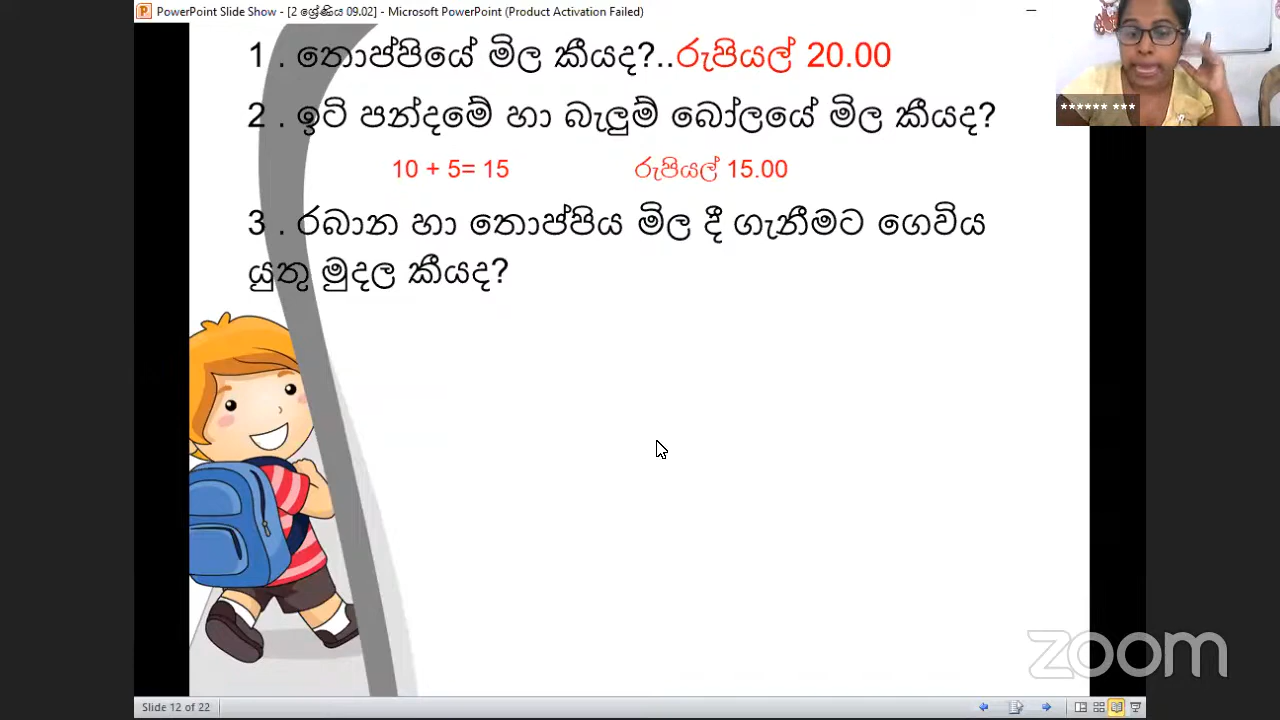 PowerPoint Slide Show - [2 ශ්‍රේණිය 09.02] - Microsoft PowerPoint (Product Activation Failed)
1 . තොප්පියේ මිල කීයද?..රුපියල් 20.00
2 . ඉටි පන්දමේ හා බැලුම් බෝලයේ මිල කීයද?
10 + 5= 15 රුපියල් 15.00
3 . රබාන හා තොප්පිය මිල දී ගැනීමට ගෙවිය
යුතු මුදල කීයද?
****** ***
zoom
Slide 12 of 22